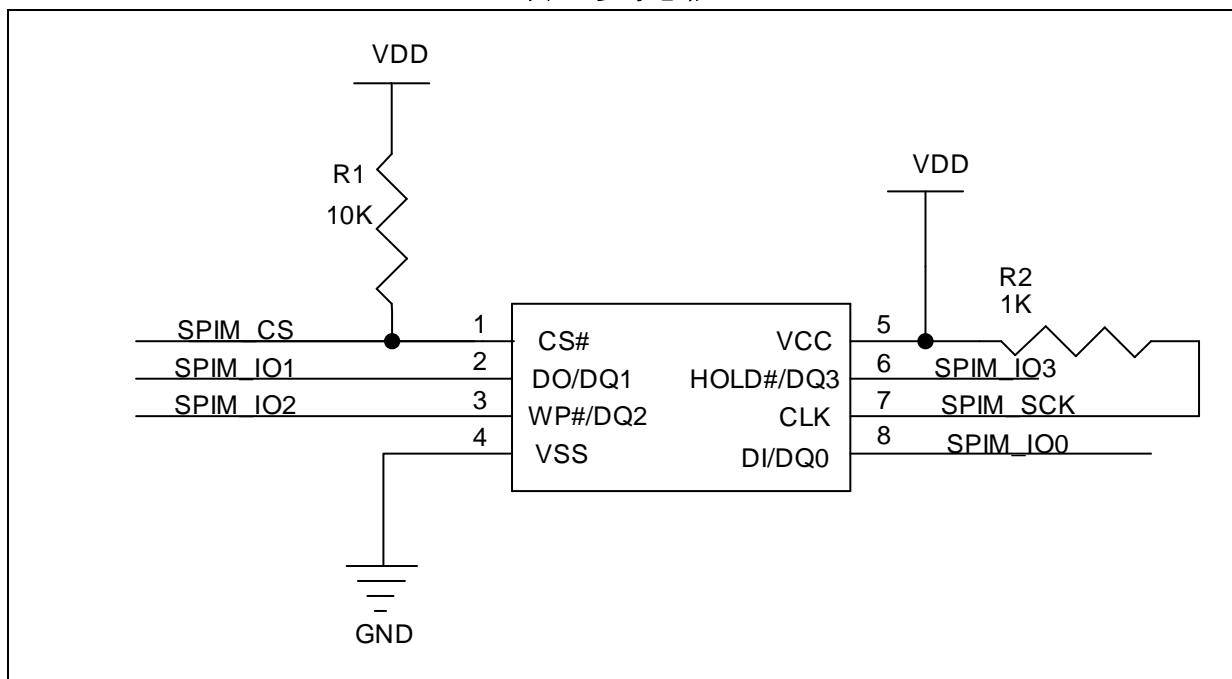 VDD
R1
10K
VDD
R2
1K
SPIM_CS
1
CS#
VCC
5
SPIM_IO1
2
DO/DQ1
HOLD#/DQ3
6
SPIM_IO3
SPIM_IO2
3
WP#/DQ2
CLK
7
SPIM_SCK
4
VSS
DI/DQ0
8
SPIM_IO0
GND